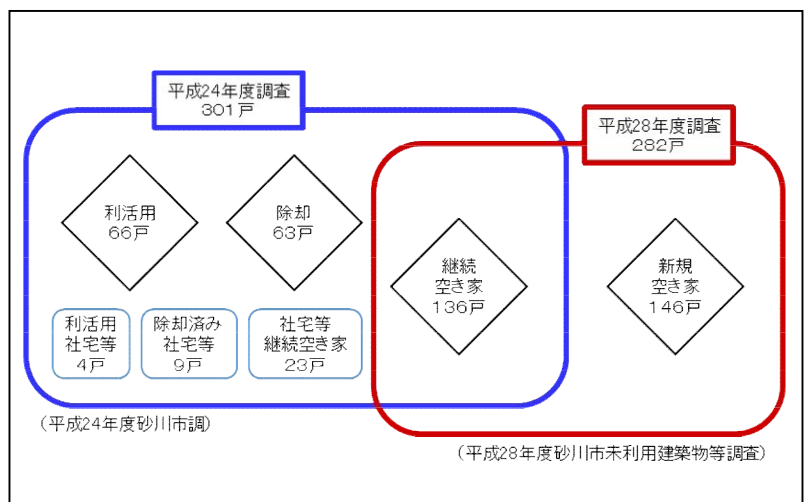 平成24年度調査
301戸
平成28年度調査
282戸
利活用
66戸
除却
63戸
継続
空き家
136戸
新規
空き家
146戸
利活用
社宅等
4戸
除却済み
社宅等
9戸
社宅等
継続空き家
23戸
(平成24年度砂川市調)
(平成28年度砂川市未利用建築物等調査)